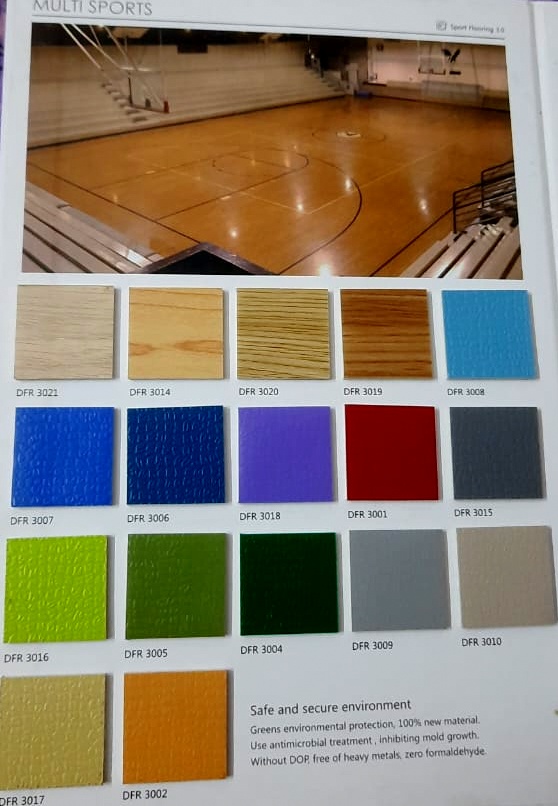 MULTI SPORTS
Sport Flooring 10
DFR 3021
DFR 3014
DFR 3020
DFR 3019
DFR 3008
DFR 3007
DFR 3006
DFR 3018
DFR 3001
DFR 3015
DFR 3016
DFR 3005
DFR 3004
DFR 3009
DFR 3010
DFR 3017
DFR 3002
Safe and secure environment
Greens environmental protection, 100% new material.
Use antimicrobial treatment , inhibiting mold growth.
Without DOP, free of heavy metals, zero formaldehyde.